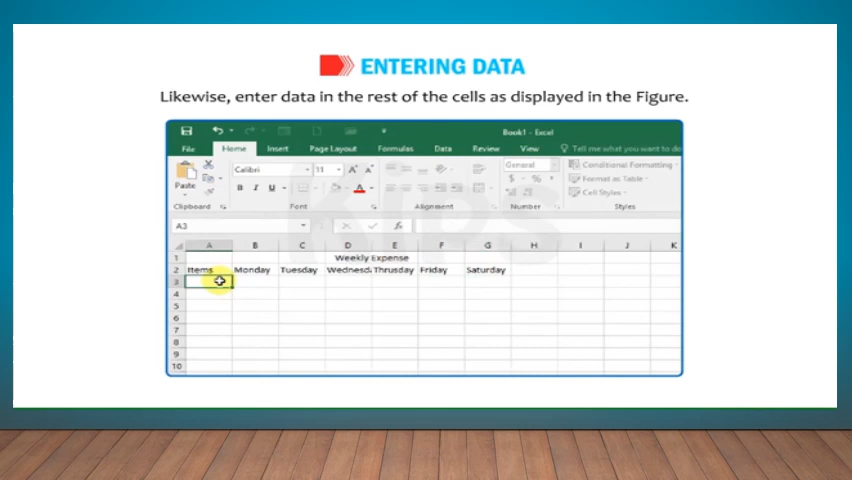 ENTERING DATA
Likewise, enter data in the rest of the cells as displayed in the Figure.
Book1 - Excel
File Home Insert Page Layout Formulas Data Review View Tell me what you want to do
Paste
Calibri 11 A A
General
Conditional Formatting
B I U A
$ % ,
Format as Table
Cell Styles
Clipboard Font Alignment Number Styles
KIPS
A3 fx
A B C D E F G H I J K
1 Weekly Expense
2 Items Monday Tuesday Wednesd Thrusday Friday Saturday
3
4
5
6
7
8
9
10